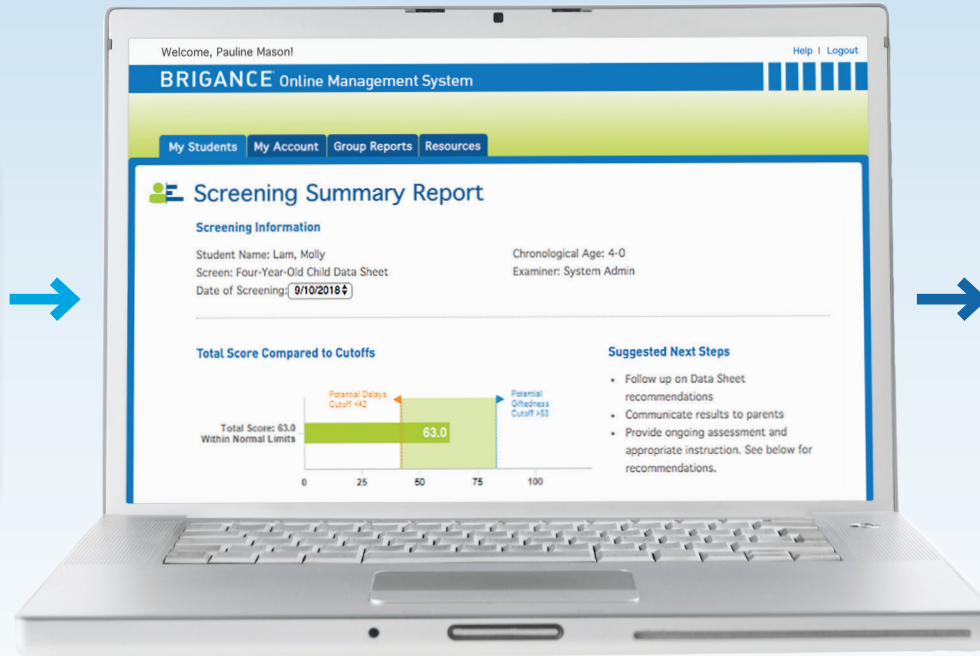 Welcome, Pauline Mason!
Help | Logout
BRIGANCE Online Management System
My Students
My Account
Group Reports
Resources
Screening Summary Report
Screening Information
Student Name: Lam, Molly
Chronological Age: 4-0
Screen: Four-Year-Old Child Data Sheet
Examiner: System Admin
Date of Screening: 9/10/2018
Total Score Compared to Cutoffs
Potential Delays
Cutoff <42
Potential
Giftedness
Cutoff >83
Total Score: 63.0
Within Normal Limits
63.0
0 25 50 75 100
Suggested Next Steps
• Follow up on Data Sheet
recommendations
• Communicate results to parents
• Provide ongoing assessment and
appropriate instruction. See below for
recommendations.